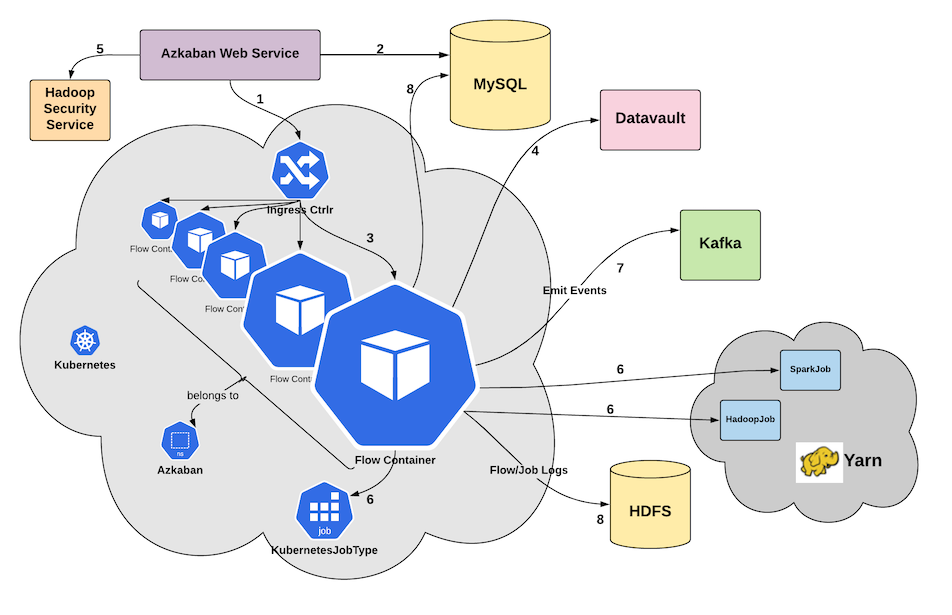 5
Azkaban Web Service
2
MySQL
Hadoop
Security
Service
1
8
Datavault
4
Ingress Ctrlr
3
Kafka
Flow Cont
Flow Co
Flow Cont
7
Emit Events
Kubernetes
Flow Cont
6
SparkJob
belongs to
6
HadoopJob
ns
Azkaban
Flow Container
Flow/Job Logs
Yarn
6
HDFS
8
job
KubernetesJobType